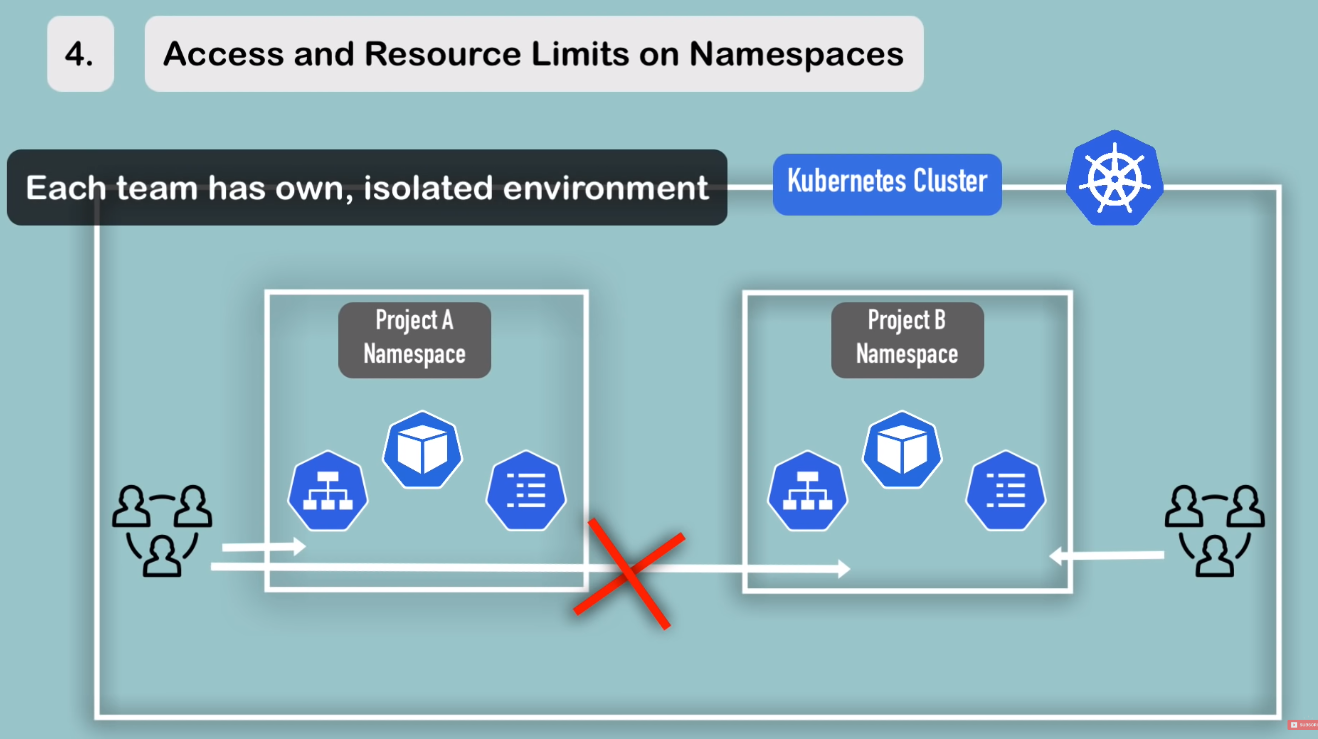 4.
Access and Resource Limits on Namespaces
Each team has own, isolated environment
Kubernetes Cluster
Project A
Namespace
Project B
Namespace